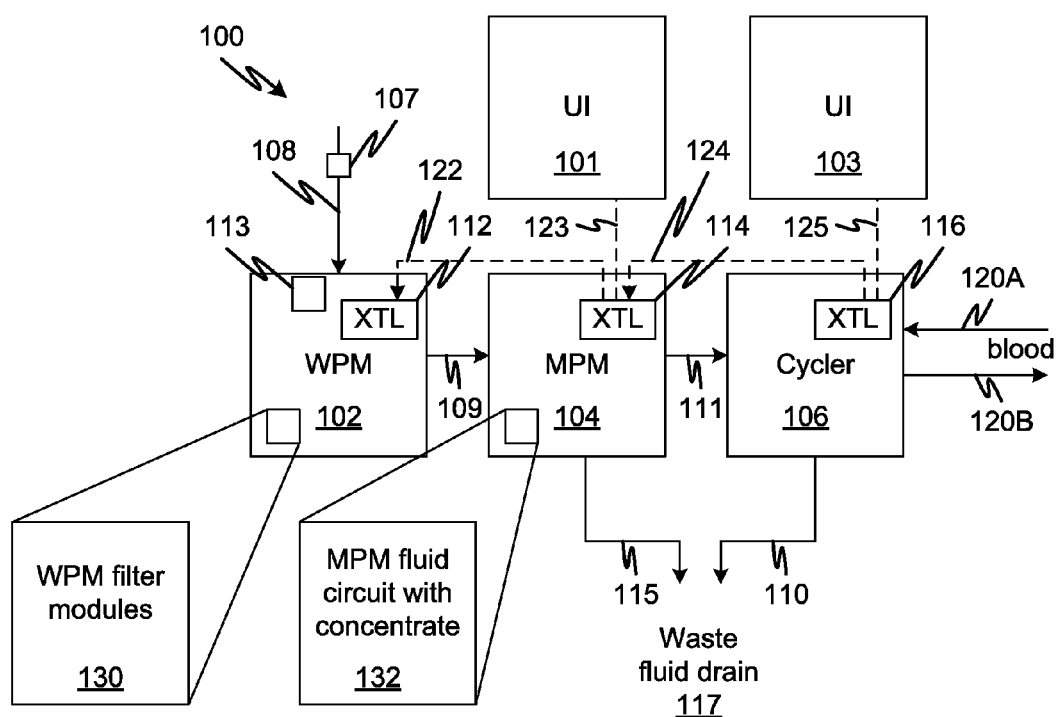 100
107
108
UI
101
UI
103
122
124
113
112
123
114
125
116
XTL
XTL
XTL
120A
blood
WPM
MPM
Cycler
109
111
120B
102
104
106
WPM filter
modules
130
MPM fluid
circuit with
concentrate
132
115
110
Waste
fluid drain
117